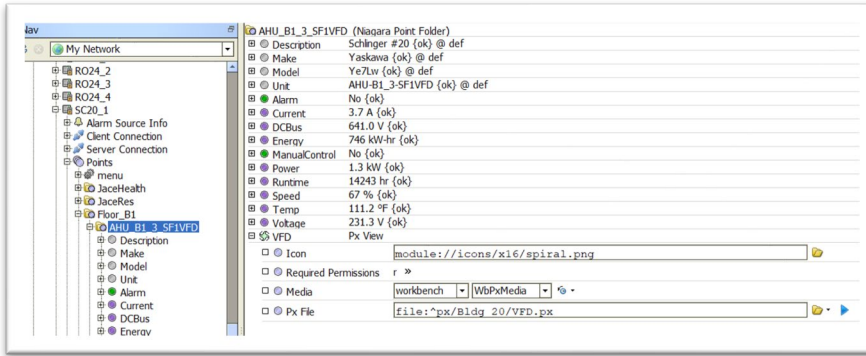 Nav
My Network
RO24_2
RO24_3
RO24_4
SC20_1
Alarm Source Info
Client Connection
Server Connection
Points
menu
JaceHealth
JaceRes
Floor_B1
AHU_B1_3_SF1VFD
Description
Make
Model
Unit
Alarm
Current
DCBus
Energy
AHU_B1_3_SF1VFD (Niagara Point Folder)
Description Schlinger #20 {ok} @ def
Make Yaskawa {ok} @ def
Model Ye7Lw {ok} @ def
Unit AHU-B1_3-SF1VFD {ok} @ def
Alarm No {ok}
Current 3.7 A {ok}
DCBus 641.0 V {ok}
Energy 746 kW-hr {ok}
ManualControl No {ok}
Power 1.3 kW {ok}
Runtime 14243 hr {ok}
Speed 67 % {ok}
Temp 111.2 °F {ok}
Voltage 231.3 V {ok}
VFD Px View
Icon module://icons/x16/spiral.png
Required Permissions r »
Media workbench WbPxMedia
Px File file:^px/Bldg 20/VFD.px